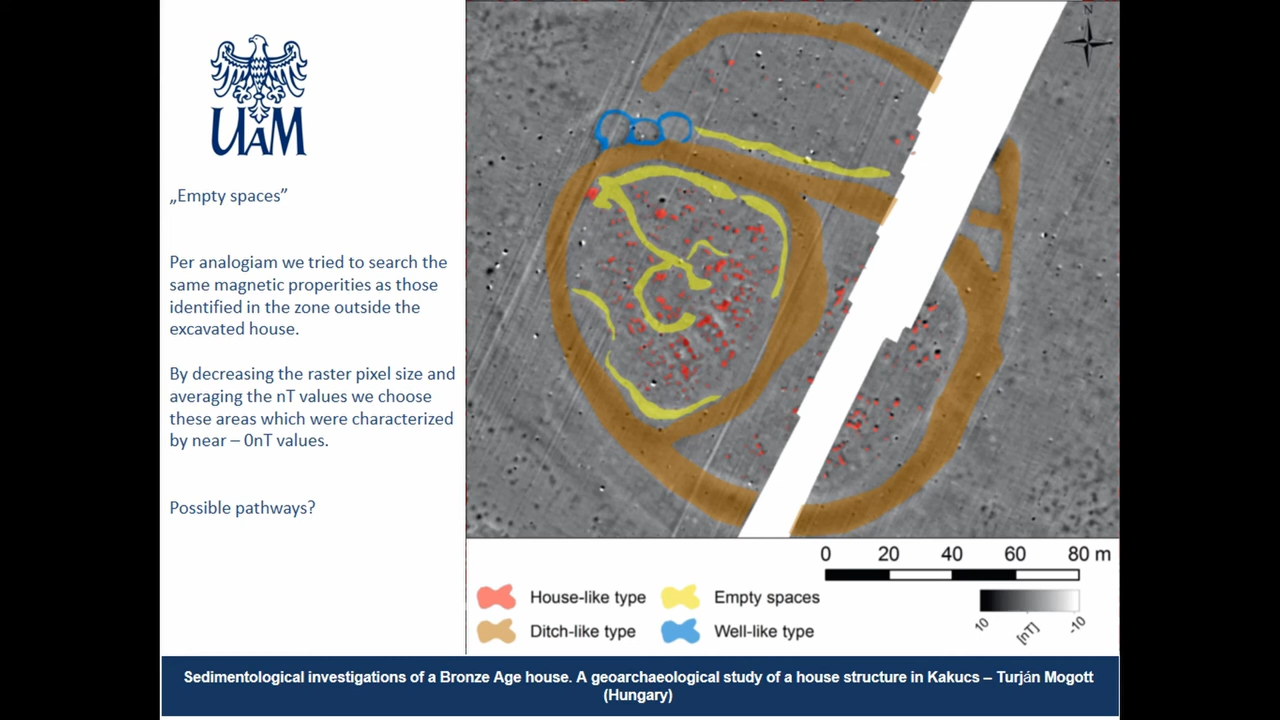 UAM
„Empty spaces”
Per analogiam we tried to search the
same magnetic properities as those
identified in the zone outside the
excavated house.
By decreasing the raster pixel size and
averaging the nT values we choose
these areas which were characterized
by near – 0nT values.
Possible pathways?
N
0 20 40 60 80 m
House-like type
Empty spaces
Ditch-like type
Well-like type
10 [nT] -10
Sedimentological investigations of a Bronze Age house. A geoarchaeological study of a house structure in Kakucs – Turján Mogott
(Hungary)